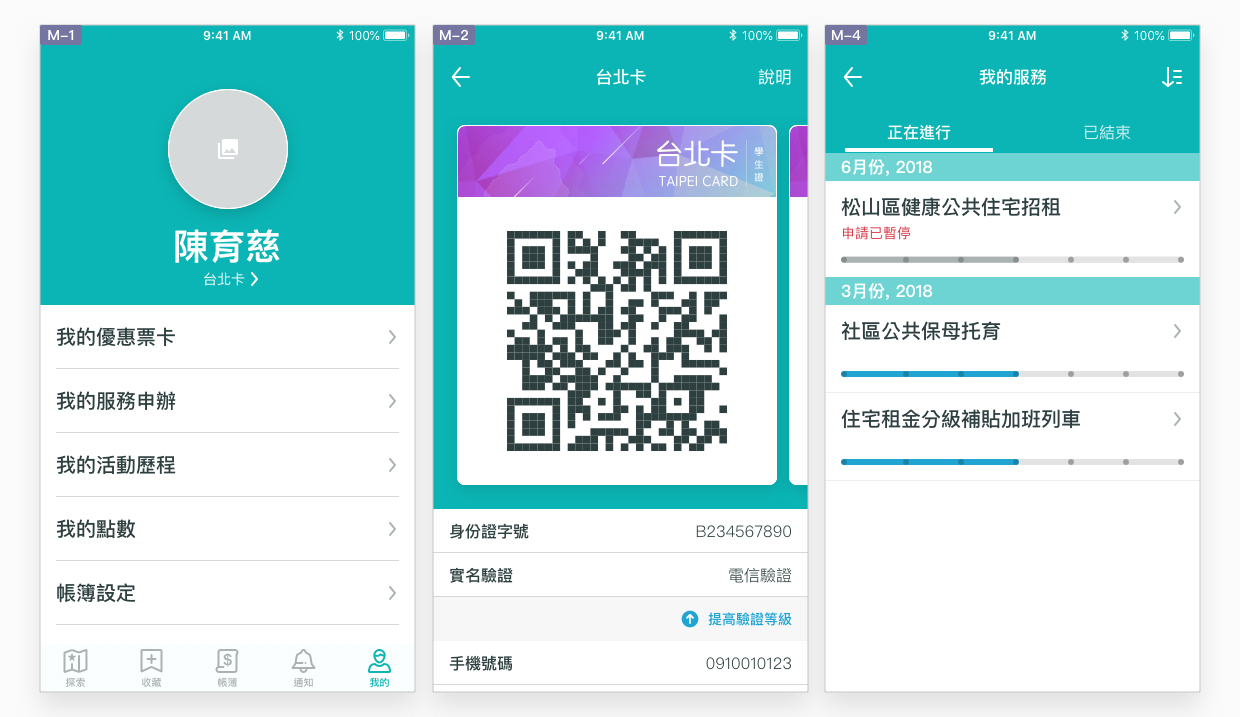 M-1
9:41 AM
100%
陳育慈
台北卡
我的優惠票卡
我的服務申辦
我的活動歷程
我的點數
帳簿設定
探索
收藏
帳簿
通知
我的
M-2
9:41 AM
100%
台北卡
說明
台北卡
學生證
TAIPEI CARD
身份證字號
B234567890
實名驗證
電信驗證
提高驗證等級
手機號碼
0910010123
M-4
9:41 AM
100%
我的服務
正在進行
已結束
6月份, 2018
松山區健康公共住宅招租
申請已暫停
3月份, 2018
社區公共保母托育
住宅租金分級補貼加班列車